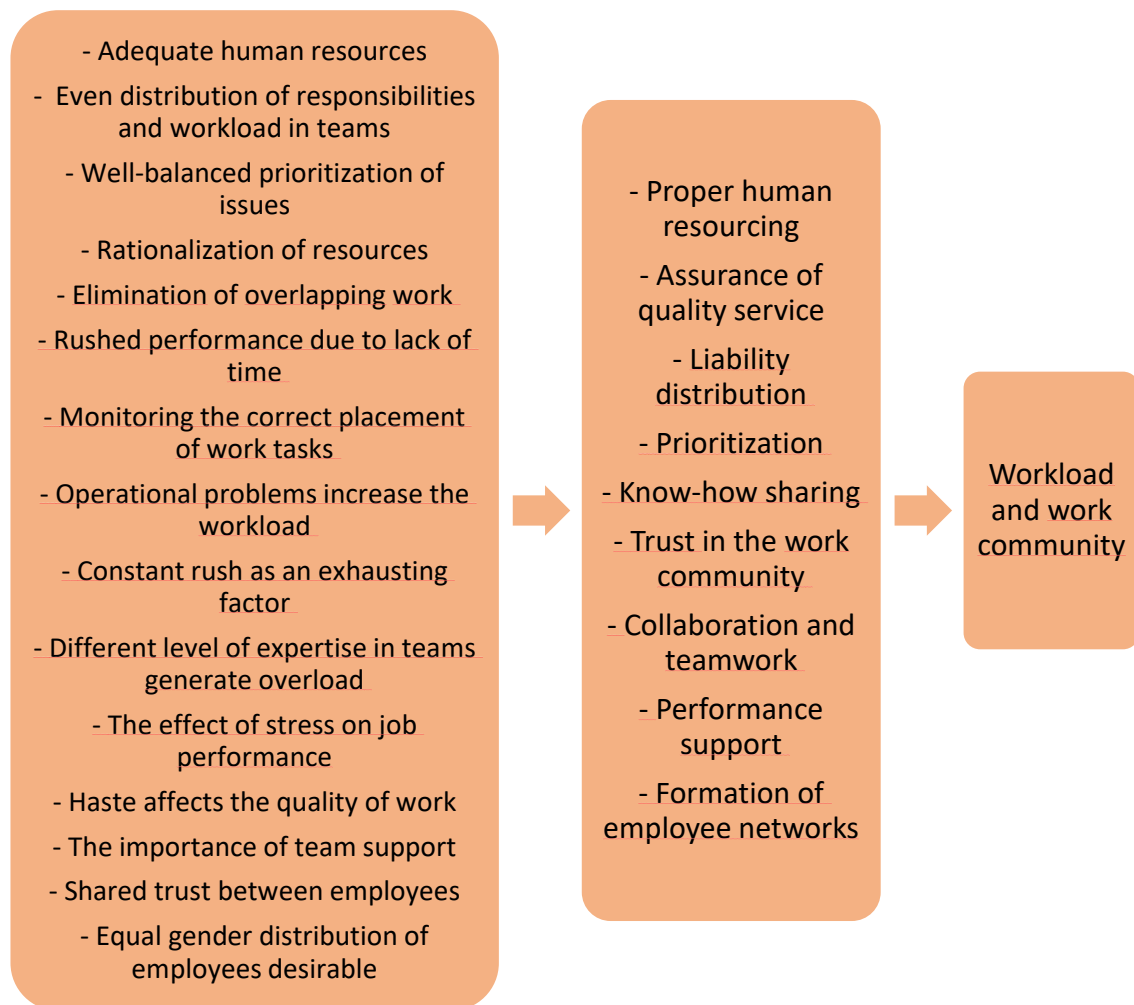 - Adequate human resources
- Even distribution of responsibilities
and workload in teams
- Well-balanced prioritization of
issues
- Rationalization of resources
- Elimination of overlapping work
- Rushed performance due to lack of
time
- Monitoring the correct placement
of work tasks
- Operational problems increase the
workload
- Constant rush as an exhausting
factor
- Different level of expertise in teams
generate overload
- The effect of stress on job
performance
- Haste affects the quality of work
- The importance of team support
- Shared trust between employees
- Equal gender distribution of
employees desirable
- Proper human
resourcing
- Assurance of
quality service
- Liability
distribution
- Prioritization
- Know-how sharing
- Trust in the work
community
- Collaboration and
teamwork
- Performance
support
- Formation of
employee networks
Workload
and work
community